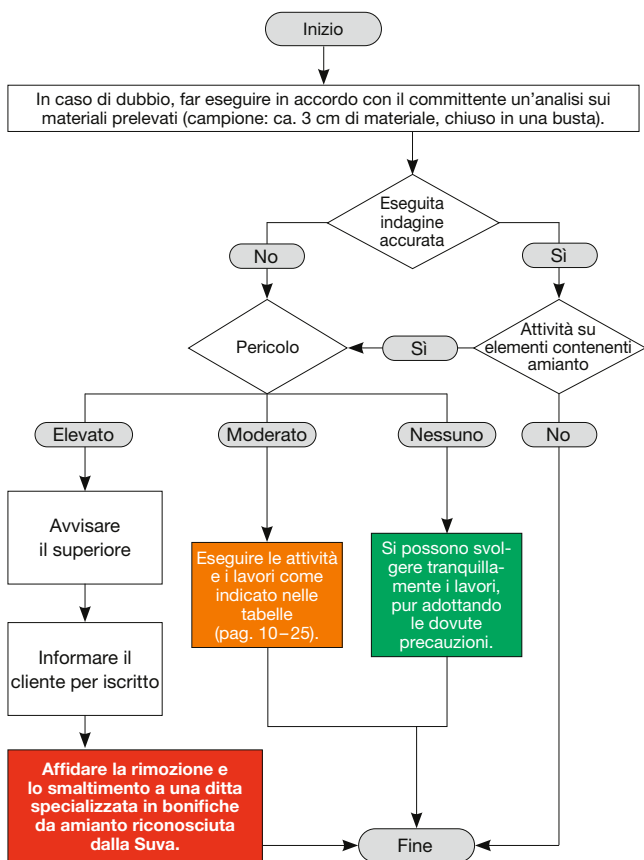 Inizio
In caso di dubbio, far eseguire in accordo con il committente un'analisi sui
materiali prelevati (campione: ca. 3 cm di materiale, chiuso in una busta).
Eseguita
indagine
accurata
No
Sì
Pericolo
Sì
Attività su
elementi contenenti
amianto
Elevato
Moderato
Nessuno
No
Avvisare
il superiore
Eseguire le attività
e i lavori come
indicato nelle
tabelle
(pag. 10–25).
Si possono svol-
gere tranquilla-
mente i lavori,
pur adottando
le dovute
precauzioni.
Informare il
cliente per iscritto
Affidare la rimozione e
lo smaltimento a una ditta
specializzata in bonifiche
da amianto riconosciuta
dalla Suva.
Fine